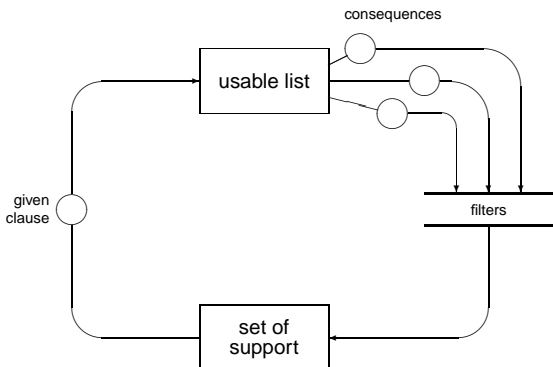 consequences
usable list
given
clause
filters
set of
support